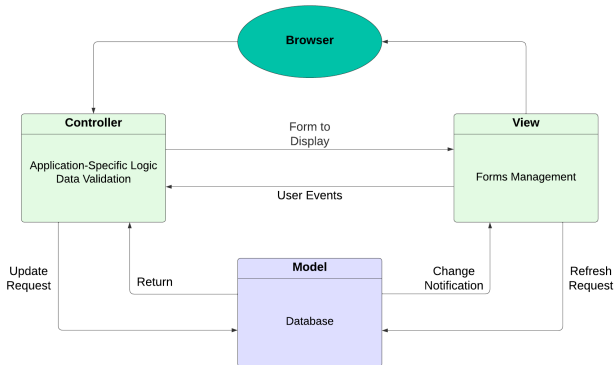 Browser
Controller
Application-Specific Logic
Data Validation
Form to
Display
User Events
View
Forms Management
Update
Request
Return
Model
Database
Change
Notification
Refresh
Request